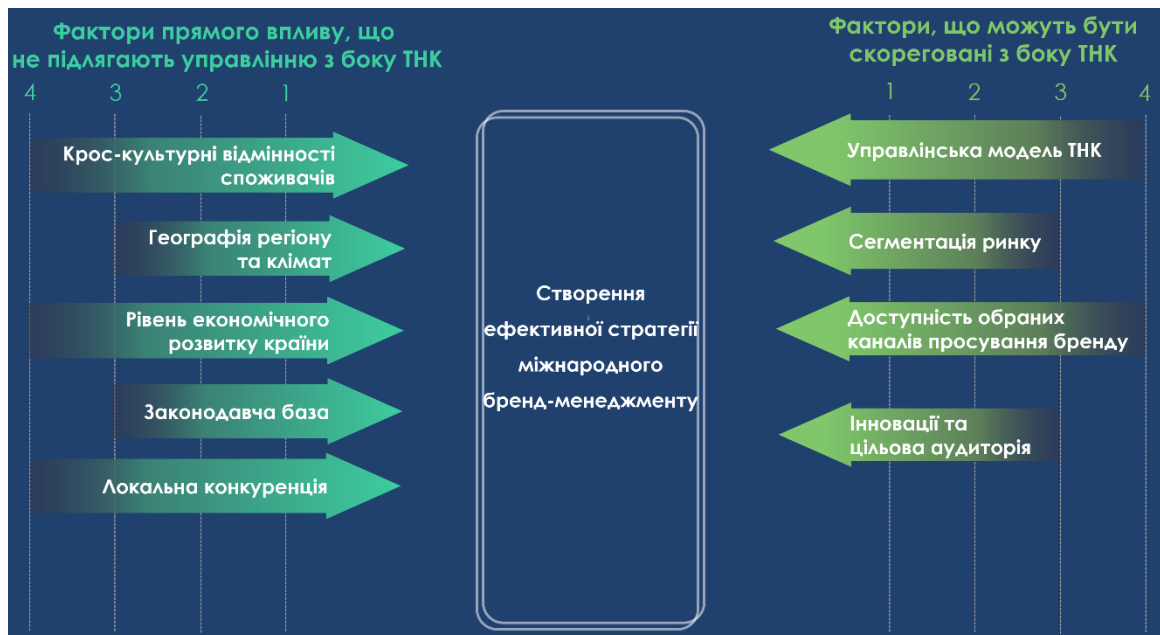 Фактори прямого впливу, що
не підлягають управлінню з боку ТНК
4 3 2 1
Крос-культурні відмінності
споживачів
Географія регіону
та клімат
Рівень економічного
розвитку країни
Законодавча база
Локальна конкуренція
Створення
ефективної стратегії
міжнародного
бренд-менеджменту
Фактори, що можуть бути
скореговані з боку ТНК
1 2 3 4
Управлінська модель ТНК
Сегментація ринку
Доступність обраних
каналів просування бренду
Інновації та
цільова аудиторія